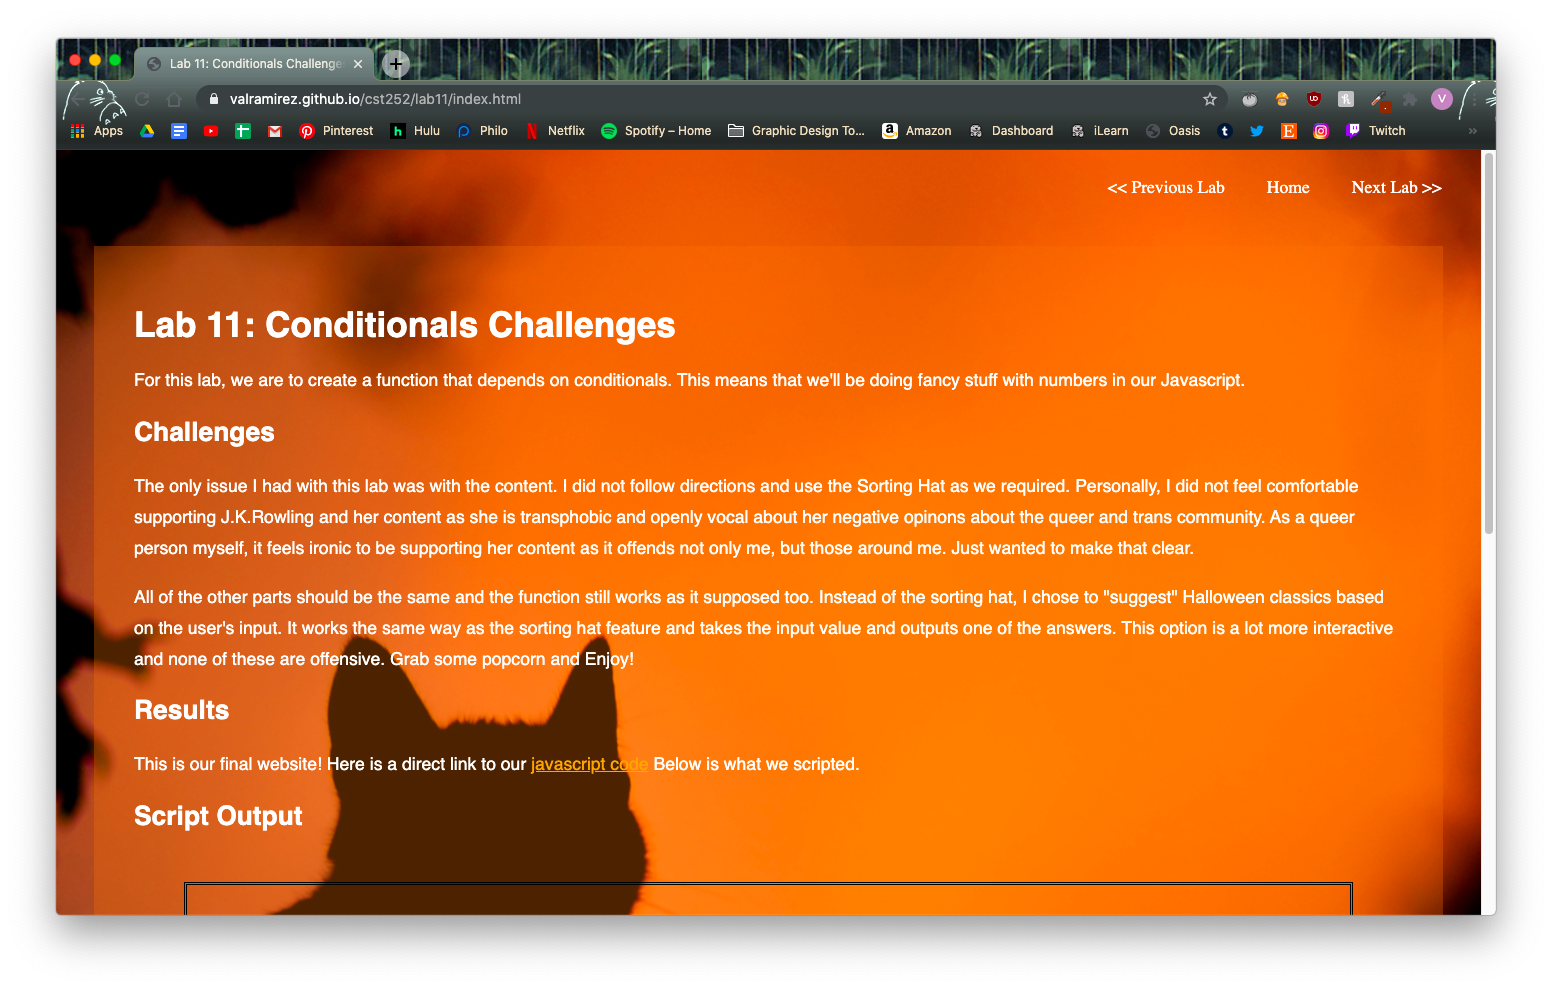 Lab 11: Conditionals Challenge
valramirez.github.io/cst252/lab11/index.html
V
Apps Pinterest Hulu Philo Netflix Spotify – Home Graphic Design To... Amazon Dashboard iLearn Oasis Twitch »
<< Previous Lab Home Next Lab >>
Lab 11: Conditionals Challenges
For this lab, we are to create a function that depends on conditionals. This means that we'll be doing fancy stuff with numbers in our Javascript.
Challenges
The only issue I had with this lab was with the content. I did not follow directions and use the Sorting Hat as we required. Personally, I did not feel comfortable
supporting J.K.Rowling and her content as she is transphobic and openly vocal about her negative opinons about the queer and trans community. As a queer
person myself, it feels ironic to be supporting her content as it offends not only me, but those around me. Just wanted to make that clear.
All of the other parts should be the same and the function still works as it supposed too. Instead of the sorting hat, I chose to "suggest" Halloween classics based
on the user's input. It works the same way as the sorting hat feature and takes the input value and outputs one of the answers. This option is a lot more interactive
and none of these are offensive. Grab some popcorn and Enjoy!
Results
This is our final website! Here is a direct link to our javascript code Below is what we scripted.
Script Output